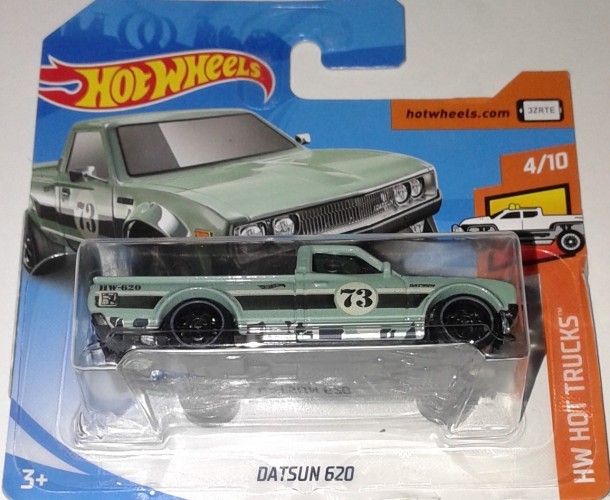 HOT WHEELS
hotwheels.com
3ZRTE
4/10
73
HW-620
DATSUN
73
HW HOT TRUCKS
3+
DATSUN 620